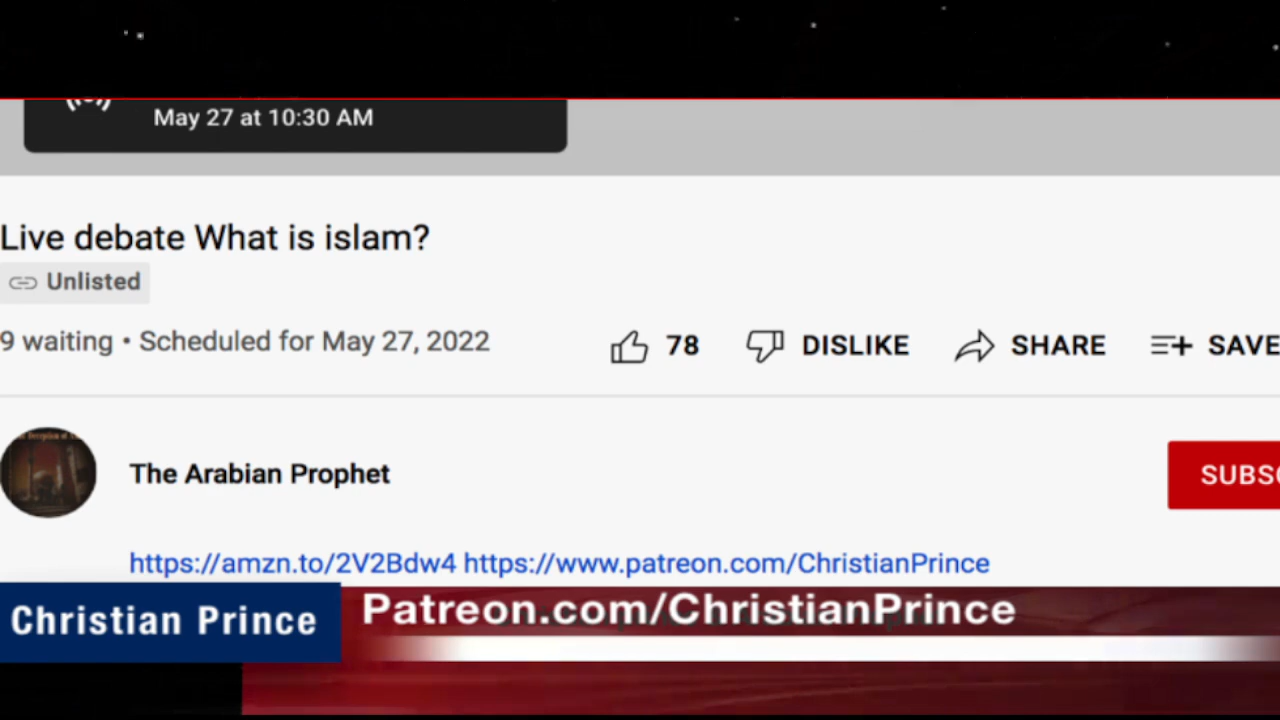 May 27 at 10:30 AM
Live debate What is islam?
Unlisted
9 waiting • Scheduled for May 27, 2022
78 DISLIKE SHARE SAVE
The Arabian Prophet
SUBSC
https://amzn.to/2V2Bdw4 https://www.patreon.com/ChristianPrince
Christian Prince
Patreon.com/ChristianPrince